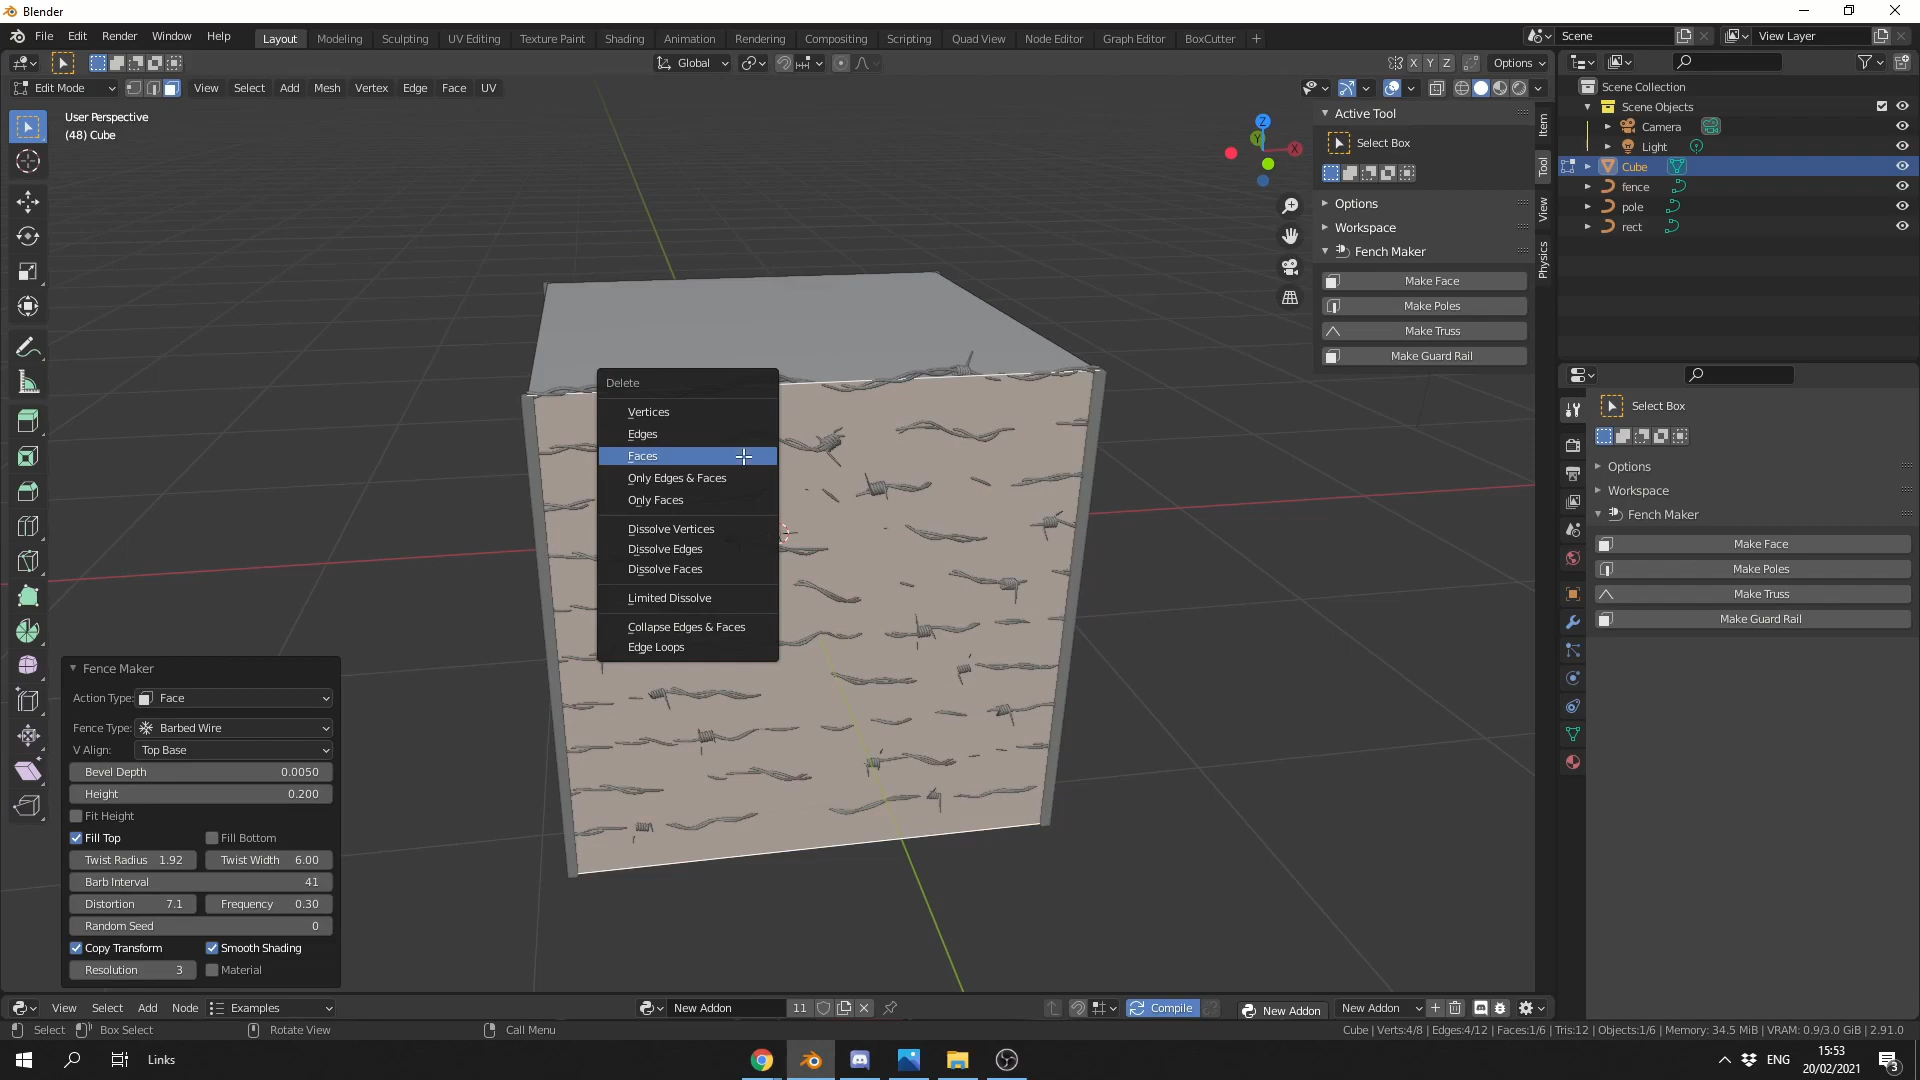 Blender
File Edit Render Window Help
Layout Modeling Sculpting UV Editing Texture Paint Shading Animation Rendering Compositing Scripting Quad View Node Editor Graph Editor BoxCutter +
Scene
View Layer
Global
X Y Z
Options
Edit Mode
View Select Add Mesh Vertex Edge Face UV
User Perspective
(48) Cube
Z
Y
X
Active Tool
Select Box
Options
Workspace
Fench Maker
Make Face
Make Poles
Make Truss
Make Guard Rail
Item
Tool
View
Physics
Scene Collection
Scene Objects
Camera
Light
Cube
fence
pole
rect
Select Box
Options
Workspace
Fench Maker
Make Face
Make Poles
Make Truss
Make Guard Rail
Delete
Vertices
Edges
Faces
Only Edges & Faces
Only Faces
Dissolve Vertices
Dissolve Edges
Dissolve Faces
Limited Dissolve
Collapse Edges & Faces
Edge Loops
Fence Maker
Action Type: Face
Fence Type: Barbed Wire
V Align: Top Base
Bevel Depth 0.0050
Height 0.200
Fit Height
Fill Top Fill Bottom
Twist Radius 1.92 Twist Width 6.00
Barb Interval 41
Distortion 7.1 Frequency 0.30
Random Seed 0
Copy Transform Smooth Shading
Resolution 3 Material
View Select Add Node Examples
New Addon 11
Compile
New Addon
New Addon
Select Box Select Rotate View Call Menu
Cube | Verts:4/8 | Edges:4/12 | Faces:1/6 | Tris:12 | Objects:1/6 | Memory: 34.5 MiB | VRAM: 0.9/3.0 GiB | 2.91.0
Links
ENG
15:53
20/02/2021
3